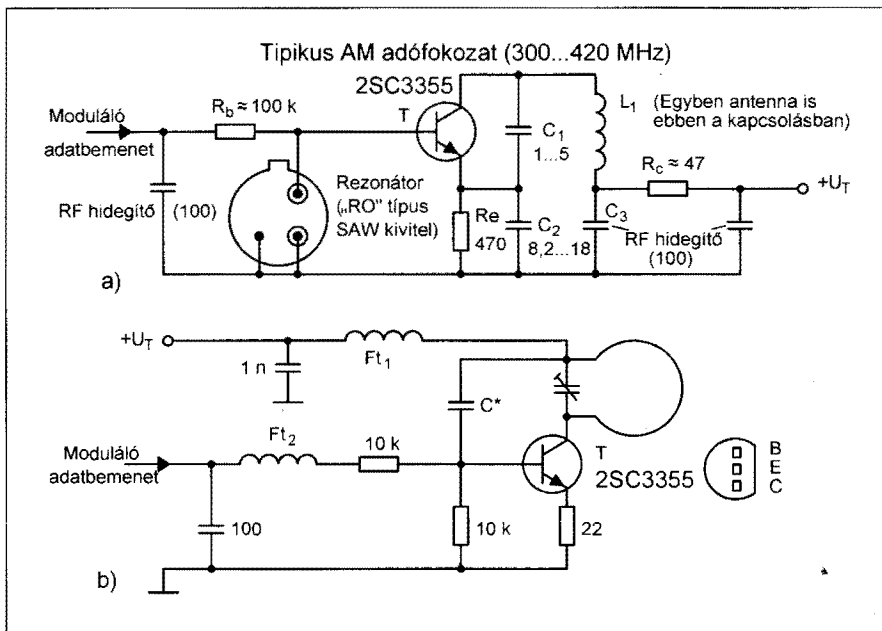 Tipikus AM adófokozat (300...420 MHz)
2SC3355
Moduláló
adatbemenet
R_b ≈ 100 k
T
C_1
1...5
L_1 (Egyben antenna is
ebben a kapcsolásban)
R_c ≈ 47
+U_T
RF hidegítő (100)
Rezonátor
(„RO" típus
SAW kivitel)
Re
470
C_2
8,2...18
C_3
RF hidegítő
(100)
a)
+U_T
1 n
Ft_1
C*
Moduláló
adatbemenet
Ft_2
10 k
T
2SC3355
B
E
C
100
10 k
22
b)